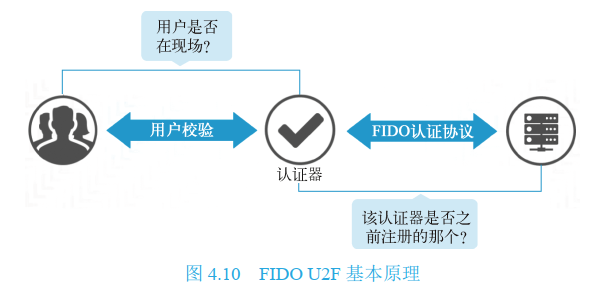 用户是否
在现场？
用户校验
FIDO认证协议
认证器
该认证器是否之
前注册的那个？
图 4.10 FIDO U2F 基本原理